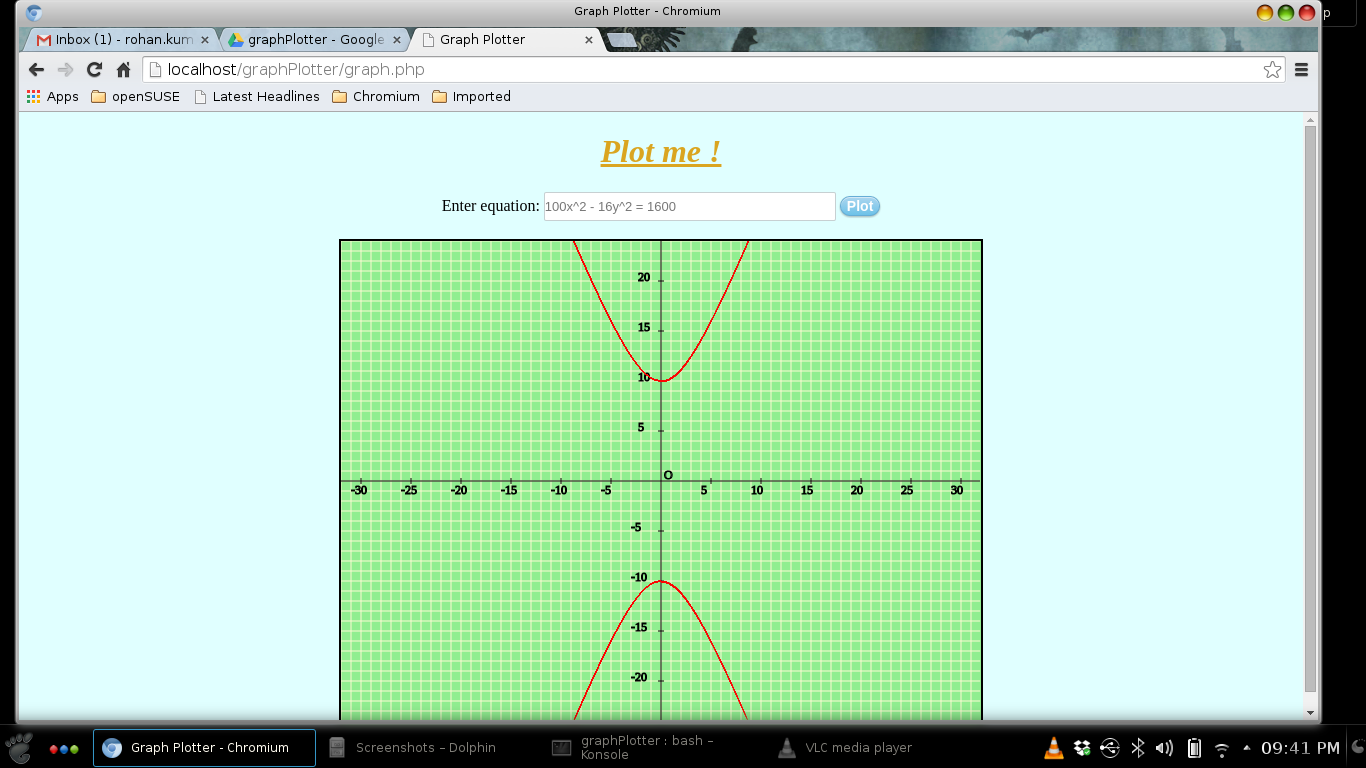 Graph Plotter - Chromium
p
Inbox (1) - rohan.kum
graphPlotter - Google
Graph Plotter
localhost/graphPlotter/graph.php
Apps openSUSE Latest Headlines Chromium Imported
Plot me !
Enter equation: 100x^2 - 16y^2 = 1600 Plot
20
15
10
5
O
-30 -25 -20 -15 -10 -5 5 10 15 20 25 30
-5
-10
-15
-20
Graph Plotter - Chromium
Screenshots – Dolphin
graphPlotter : bash –
Konsole
VLC media player
09:41 PM